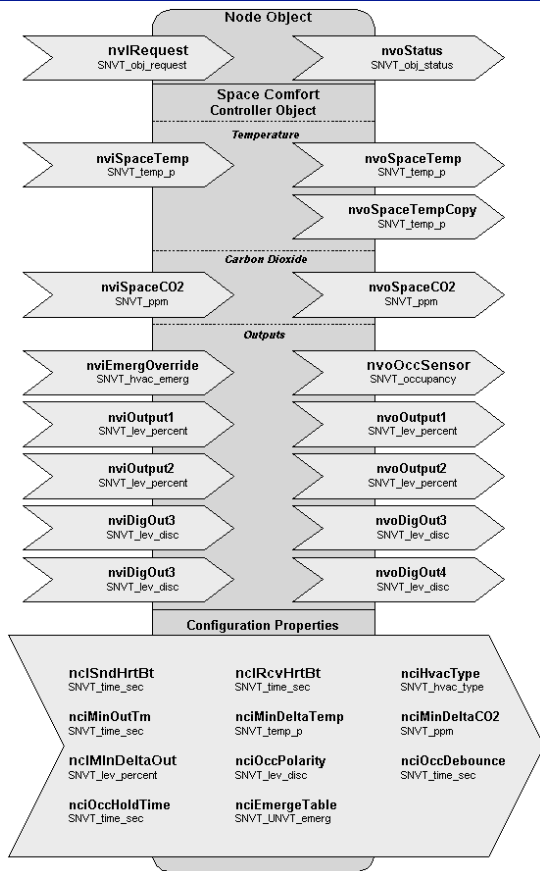 Node Object
nvIRequest
SNVT_obj_request
nvoStatus
SNVT_obj_status
Space Comfort
Controller Object
Temperature
nviSpaceTemp
SNVT_temp_p
nvoSpaceTemp
SNVT_temp_p
nvoSpaceTempCopy
SNVT_temp_p
Carbon Dioxide
nviSpaceCO2
SNVT_ppm
nvoSpaceCO2
SNVT_ppm
Outputs
nviEmergOverride
SNVT_hvac_emerg
nvoOccSensor
SNVT_occupancy
nviOutput1
SNVT_lev_percent
nvoOutput1
SNVT_lev_percent
nviOutput2
SNVT_lev_percent
nvoOutput2
SNVT_lev_percent
nviDigOut3
SNVT_lev_disc
nvoDigOut3
SNVT_lev_disc
nviDigOut3
SNVT_lev_disc
nvoDigOut4
SNVT_lev_disc
Configuration Properties
ncISndHrtBt
SNVT_time_sec
ncIRcvHrtBt
SNVT_time_sec
nciHvacType
SNVT_hvac_type
nciMinOutTm
SNVT_time_sec
nciMinDeltaTemp
SNVT_temp_p
nciMinDeltaCO2
SNVT_ppm
ncIMInDeltaOut
SNVT_lev_percent
nciOccPolarity
SNVT_lev_disc
nciOccDebounce
SNVT_time_sec
nciOccHoldTime
SNVT_time_sec
nciEmergeTable
SNVT_UNVT_emerg